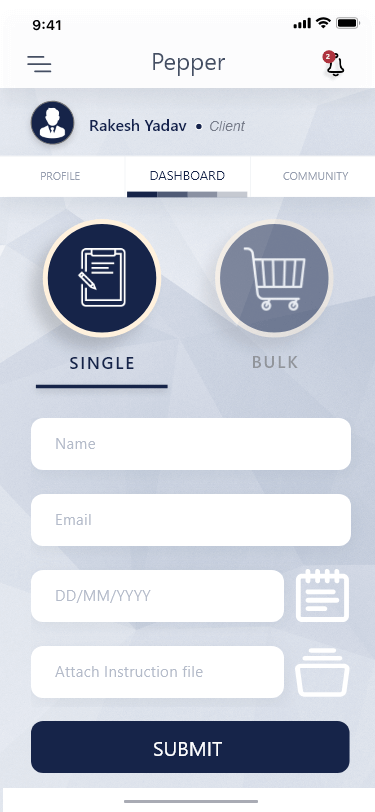 9:41
Pepper
2
Rakesh Yadav • Client
PROFILE DASHBOARD COMMUNITY
SINGLE BULK
Name
Email
DD/MM/YYYY
Attach Instruction file
SUBMIT